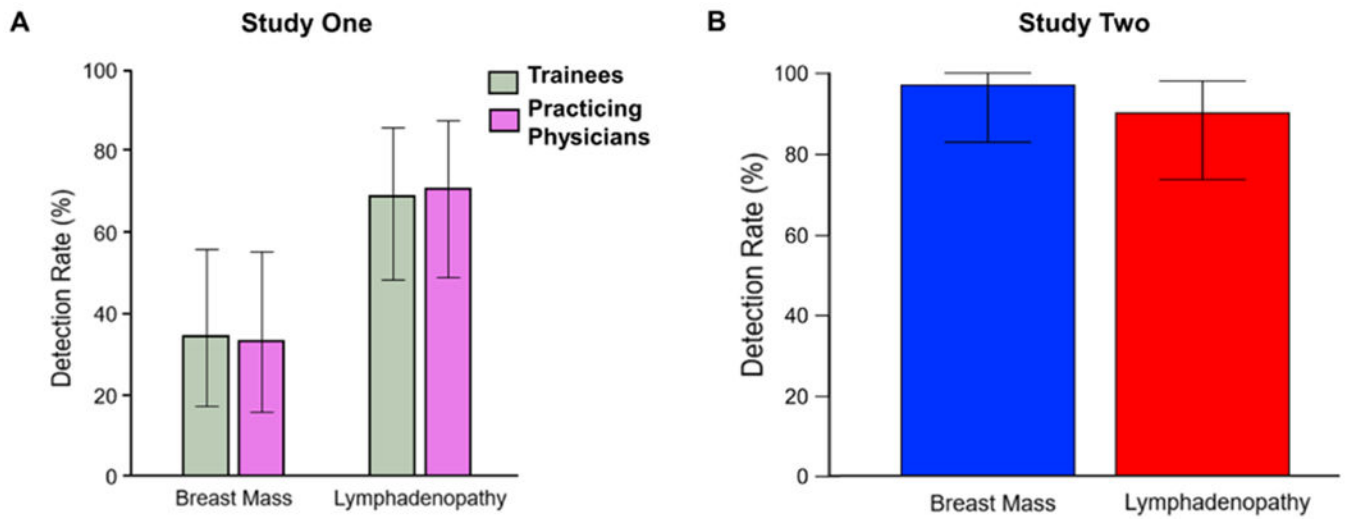 A
Study One
Trainees
Practicing
Physicians
Detection Rate (%)
100
80
60
40
20
0
Breast Mass
Lymphadenopathy
B
Study Two
Detection Rate (%)
100
80
60
40
20
0
Breast Mass
Lymphadenopathy